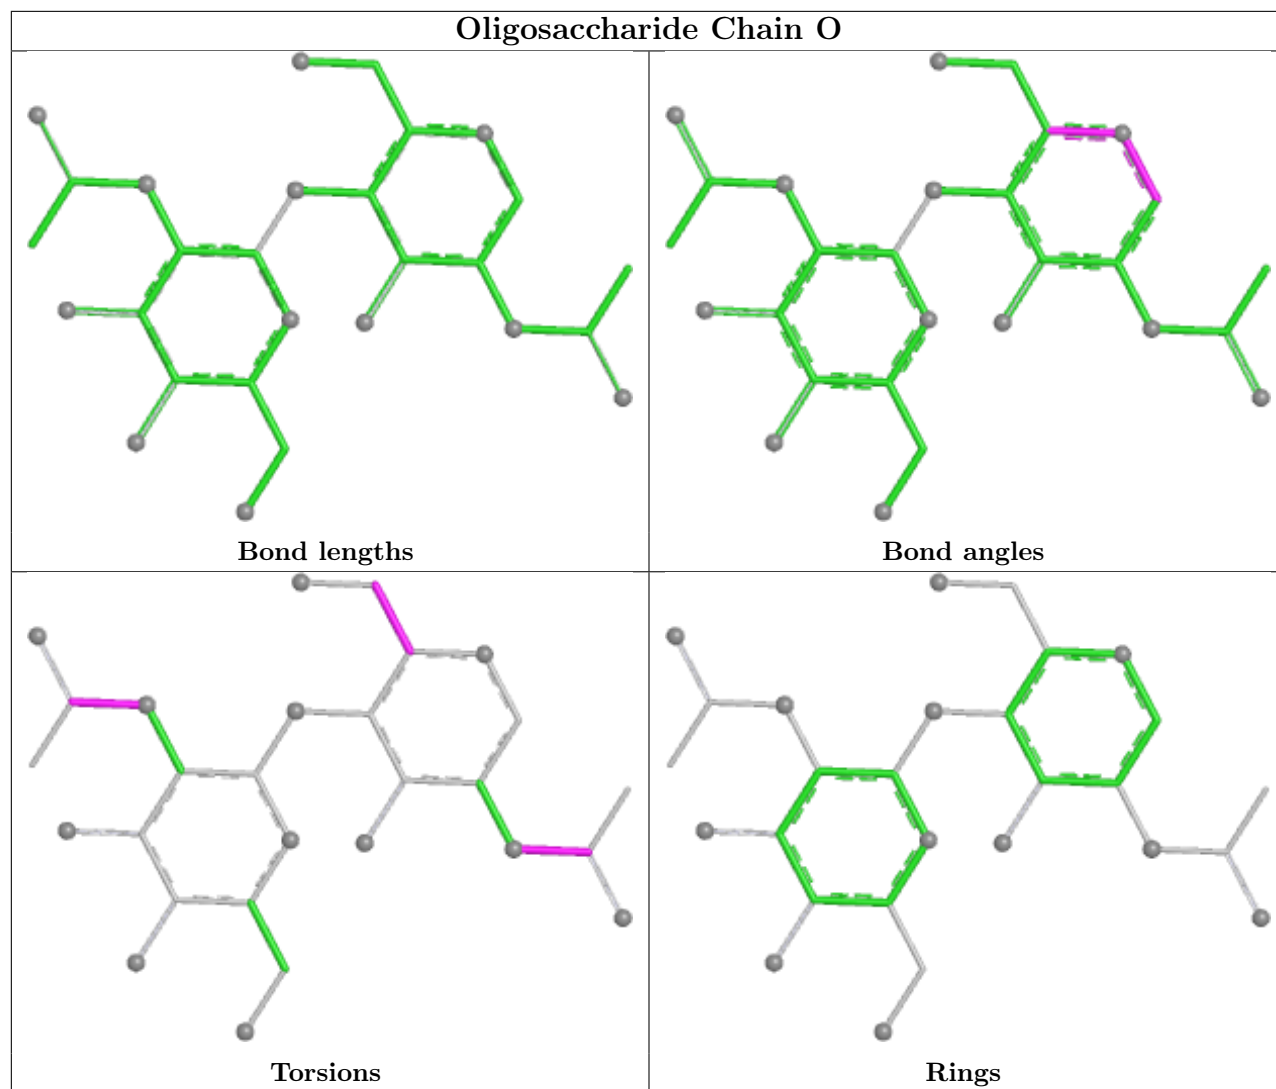 Oligosaccharide Chain O
Bond lengths
Bond angles
Torsions
Rings